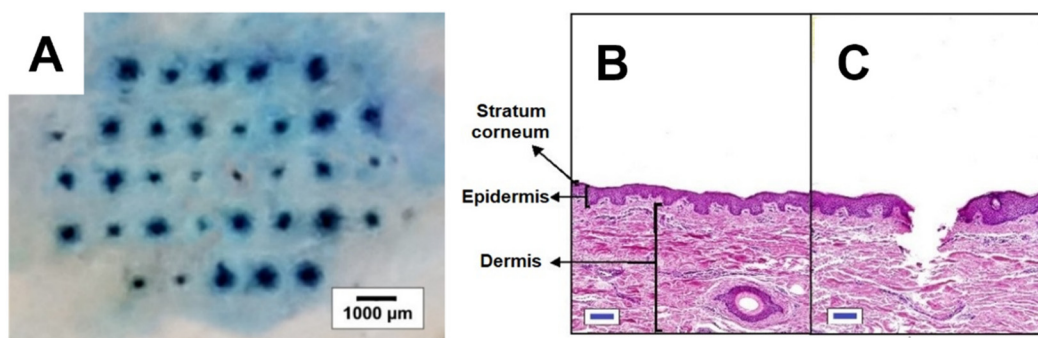 A
1000 µm
B
C
Stratum
corneum
Epidermis
Dermis